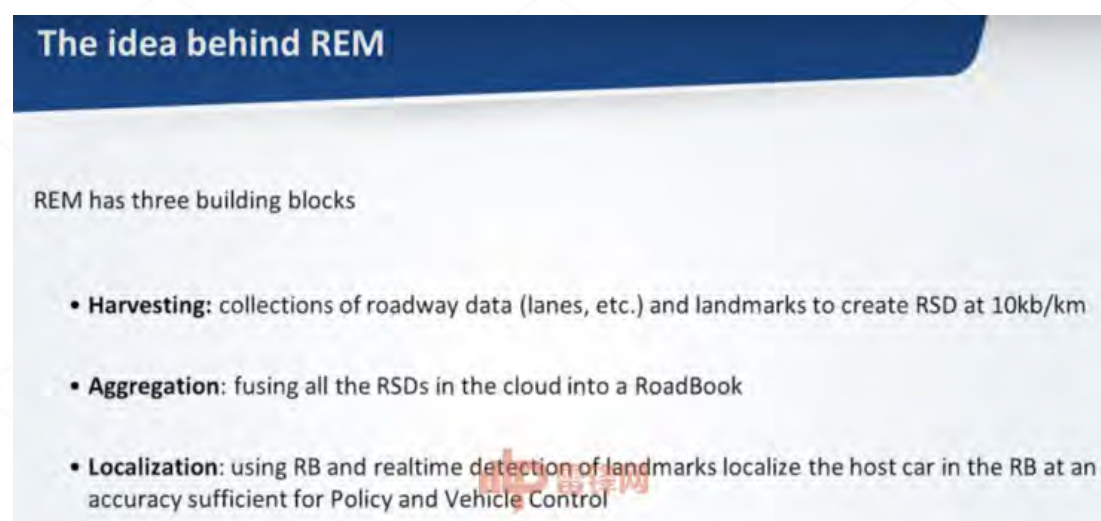 The idea behind REM
REM has three building blocks
• Harvesting: collections of roadway data (lanes, etc.) and landmarks to create RSD at 10kb/km
• Aggregation: fusing all the RSDs in the cloud into a RoadBook
• Localization: using RB and realtime detection of landmarks localize the host car in the RB at an
accuracy sufficient for Policy and Vehicle Control
雷锋网